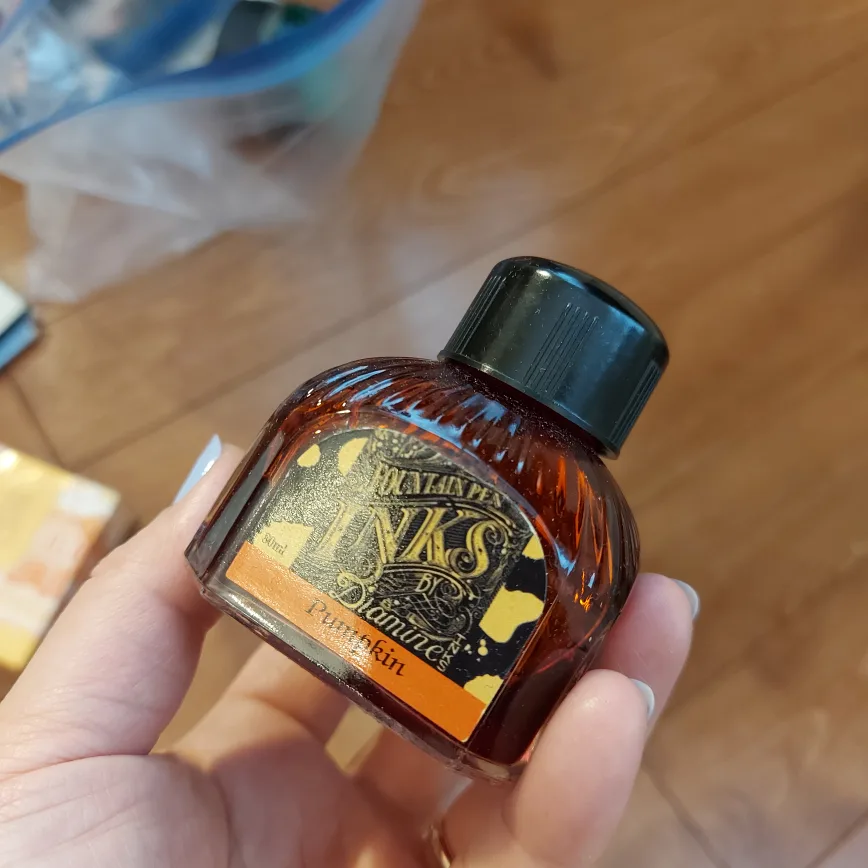 FOUNTAIN PEN
INKS
BY
Diamine
80ml
Pumpkin